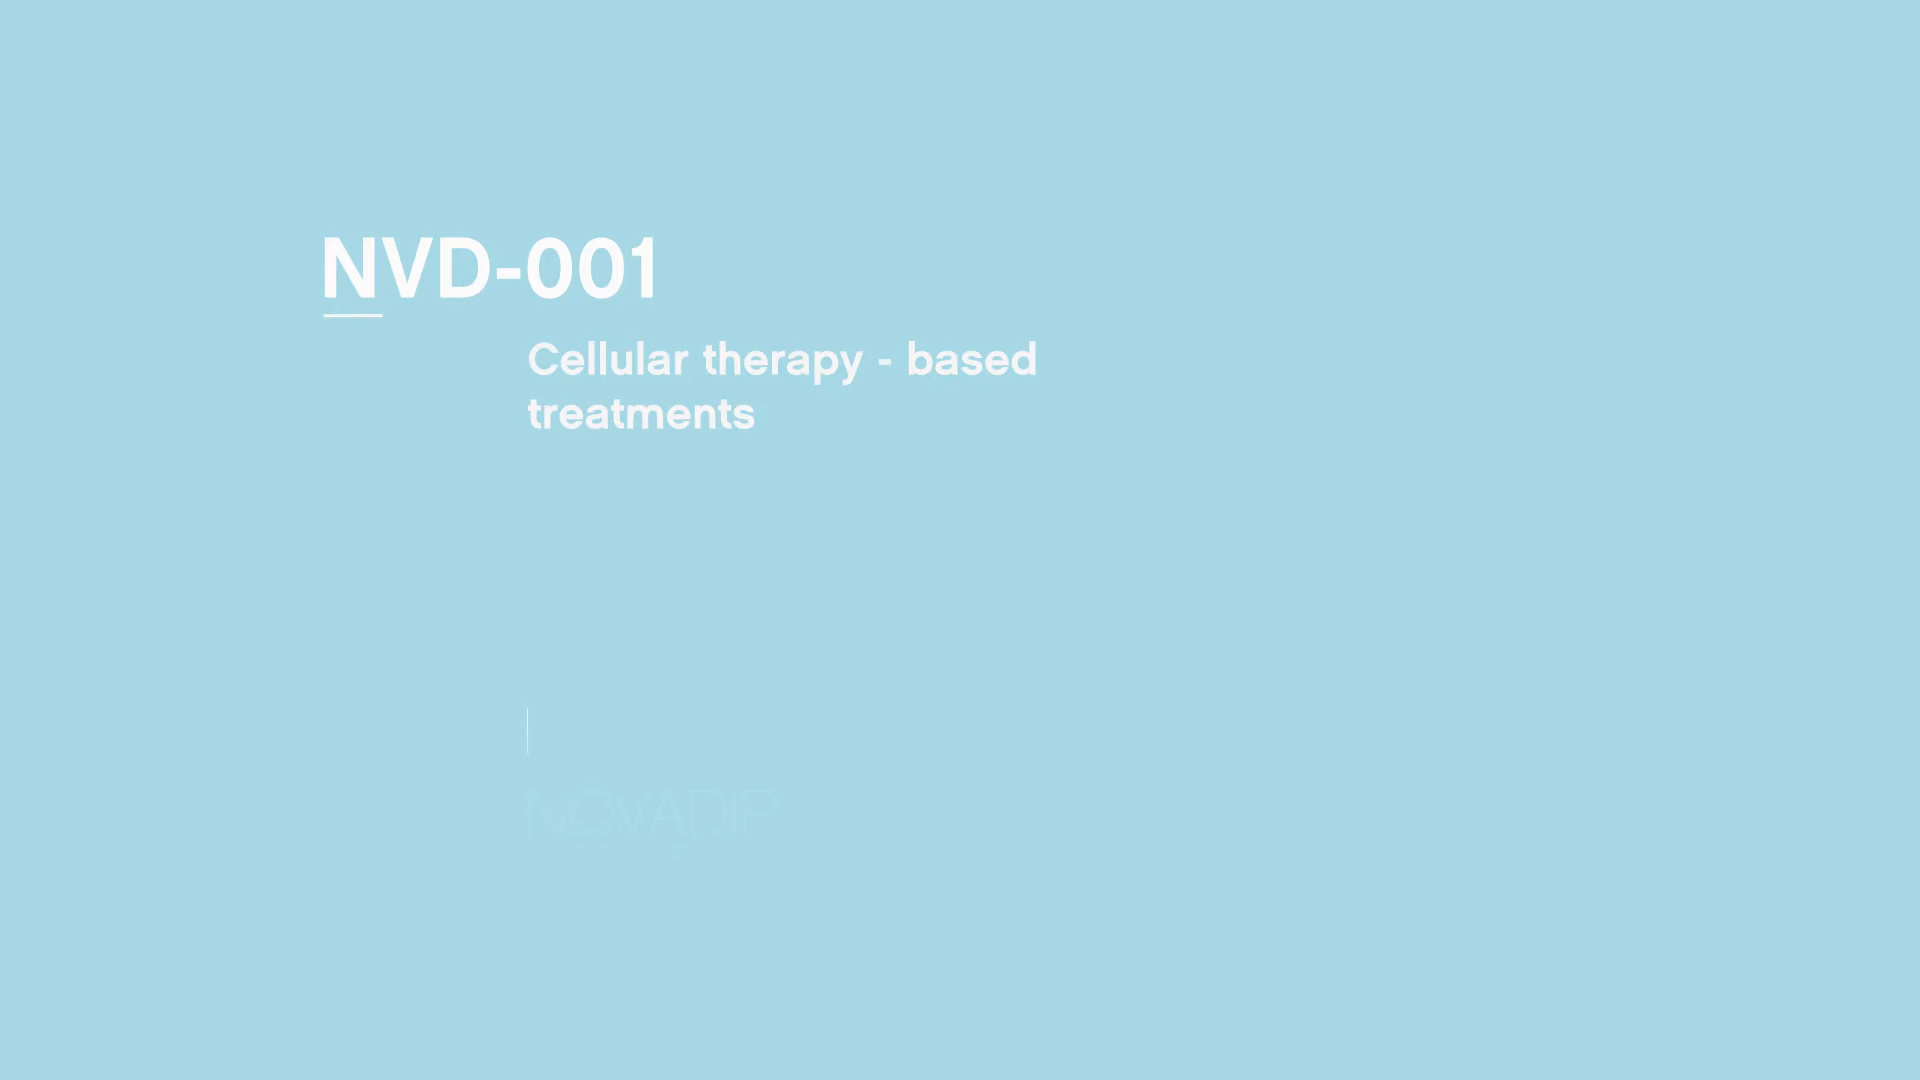 NVD-001
Cellular therapy - based
treatments
NOVADIP